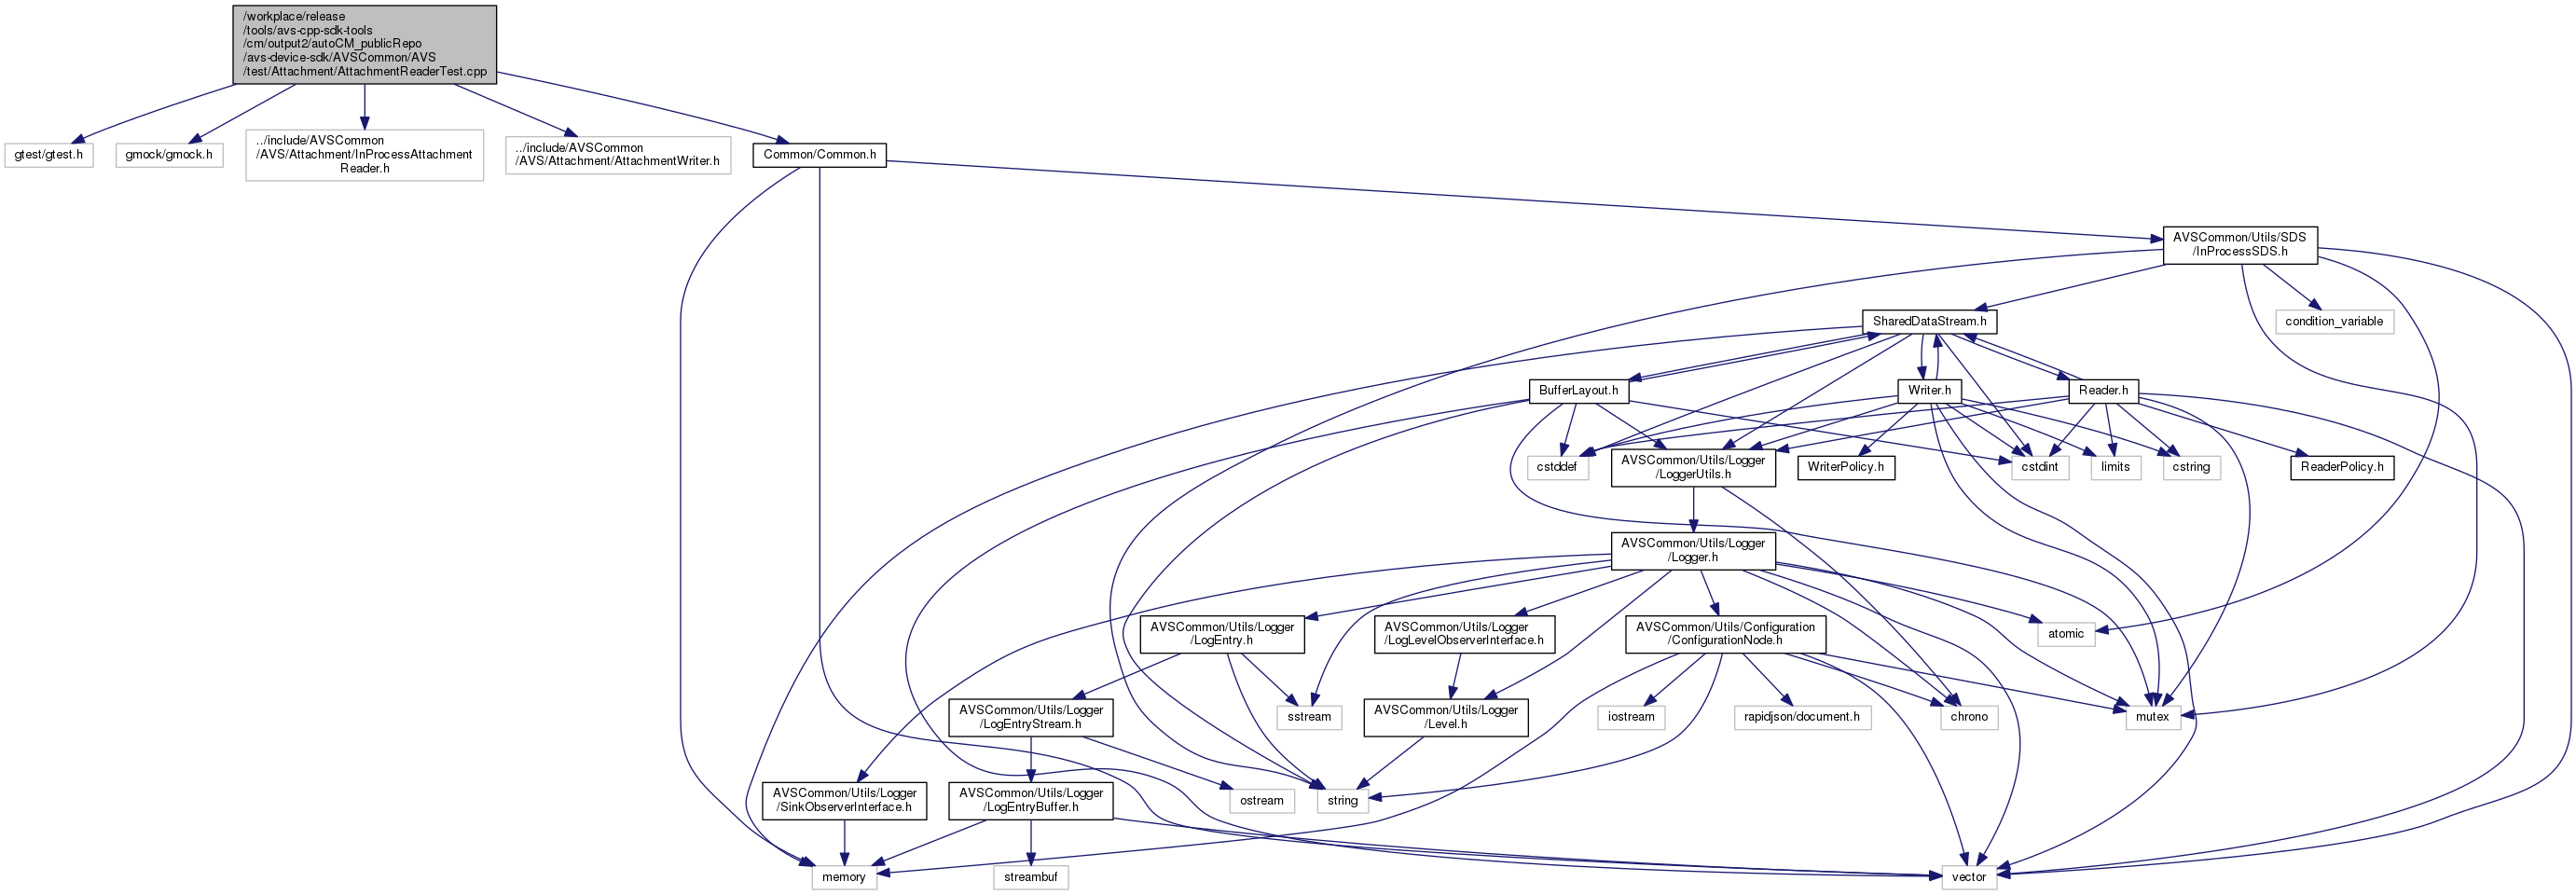 /workplace/release
/tools/avs-cpp-sdk-tools
/cm/output2/autoCM_publicRepo
/avs-device-sdk/AVSCommon/AVS
/test/Attachment/AttachmentReaderTest.cpp
gtest/gtest.h
gmock/gmock.h
../include/AVSCommon
/AVS/Attachment/InProcessAttachment
Reader.h
../include/AVSCommon
/AVS/Attachment/AttachmentWriter.h
Common/Common.h
AVSCommon/Utils/SDS
/InProcessSDS.h
SharedDataStream.h
condition_variable
BufferLayout.h
Writer.h
Reader.h
cstddef
AVSCommon/Utils/Logger
/LoggerUtils.h
WriterPolicy.h
cstdint
limits
cstring
ReaderPolicy.h
AVSCommon/Utils/Logger
/Logger.h
AVSCommon/Utils/Logger
/LogEntry.h
AVSCommon/Utils/Logger
/LogLevelObserverInterface.h
AVSCommon/Utils/Configuration
/ConfigurationNode.h
atomic
AVSCommon/Utils/Logger
/LogEntryStream.h
sstream
AVSCommon/Utils/Logger
/Level.h
iostream
rapidjson/document.h
chrono
mutex
AVSCommon/Utils/Logger
/SinkObserverInterface.h
AVSCommon/Utils/Logger
/LogEntryBuffer.h
ostream
string
memory
streambuf
vector